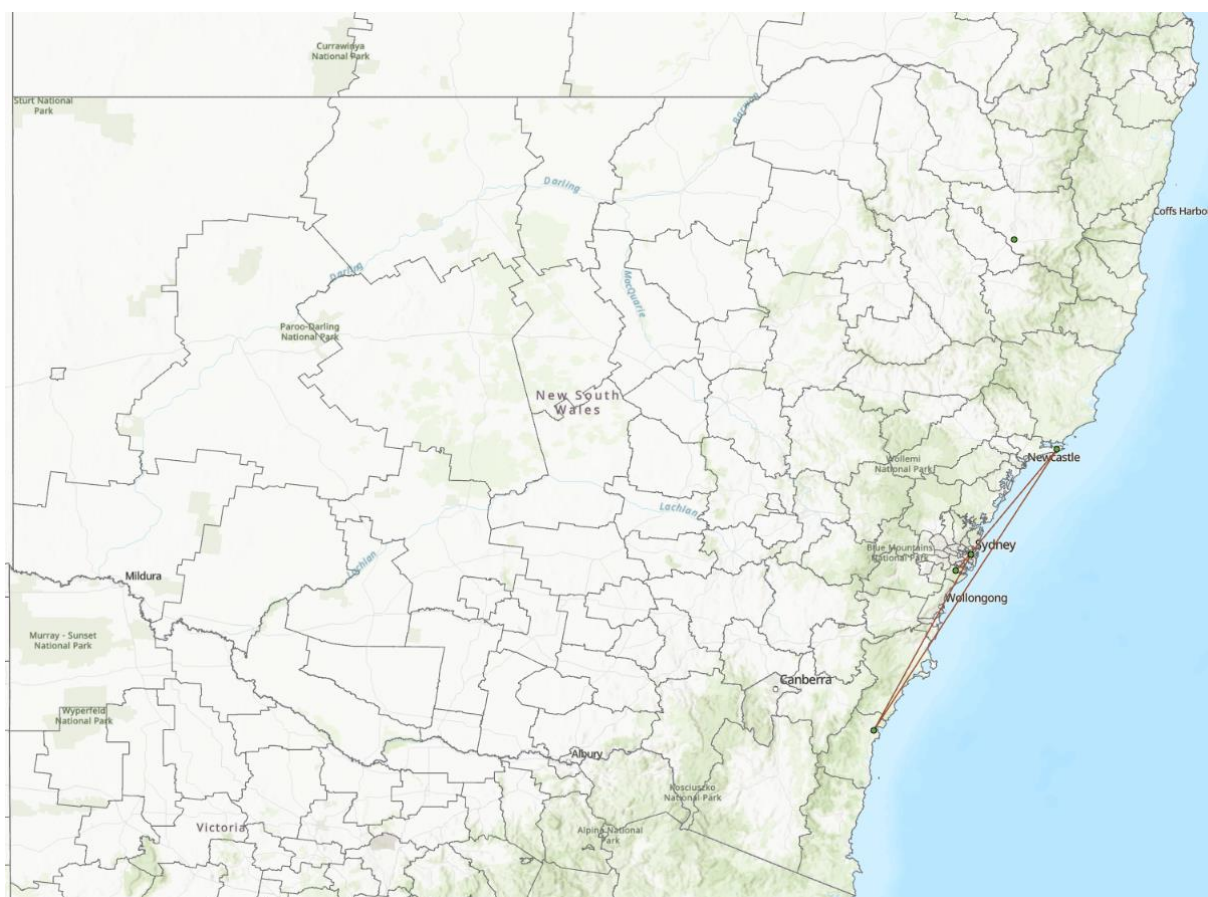 Currawinya
National Park
Sturt National
Park
Barwon
Darling
Coffs Harbo
Darling
MacQuarie
Paroo-Darling
National Park
New South
Wales
Wollemi
National Park
Newcastle
Lachlan
Sydney
Blue Mountains
National Park
Lachlan
Mildura
Wollongong
Murray - Sunset
National Park
Canberra
Wyperfeld
National Park
Albury
Kosciuszko
National Park
Victoria
Alpine National
Park